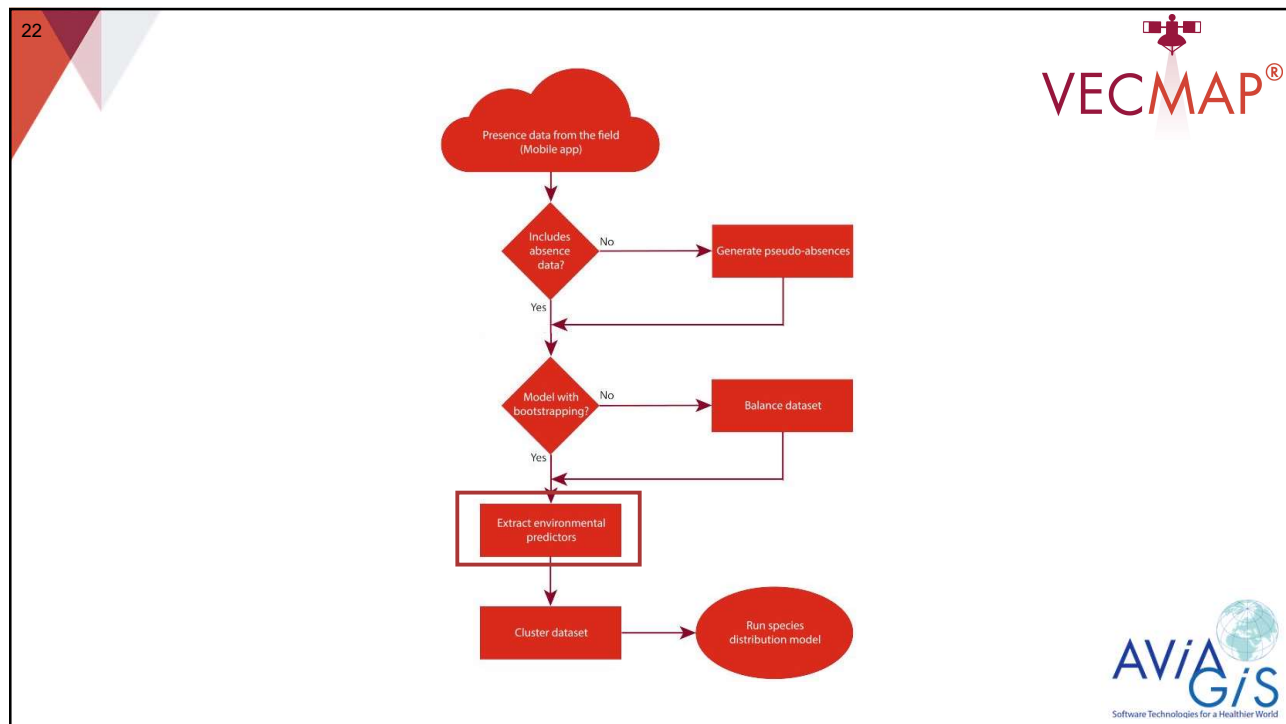 22
VECMAP®
Presence data from the field
(Mobile app)
Includes
absence
data?
No
Generate pseudo-absences
Yes
Model with
bootstrapping?
No
Balance dataset
Yes
Extract environmental
predictors
Cluster dataset
Run species
distribution model
AViA
GiS
Software Technologies for a Healthier World